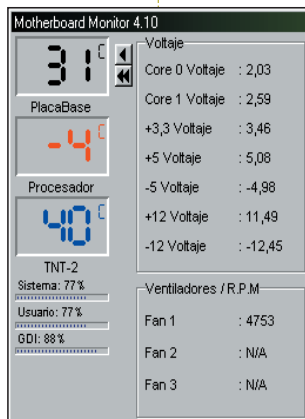 Motherboard Monitor 4.10
31 C
PlacaBase
-4 C
Procesador
40 C
TNT-2
Sistema: 77%
Usuario: 77%
GDI: 88%
Voltaje
Core 0 Voltaje : 2,03
Core 1 Voltaje : 2,59
+3,3 Voltaje : 3,46
+5 Voltaje : 5,08
-5 Voltaje : -4,98
+12 Voltaje : 11,49
-12 Voltaje : -12,45
Ventiladores / R.P.M
Fan 1 : 4753
Fan 2 : N/A
Fan 3 : N/A